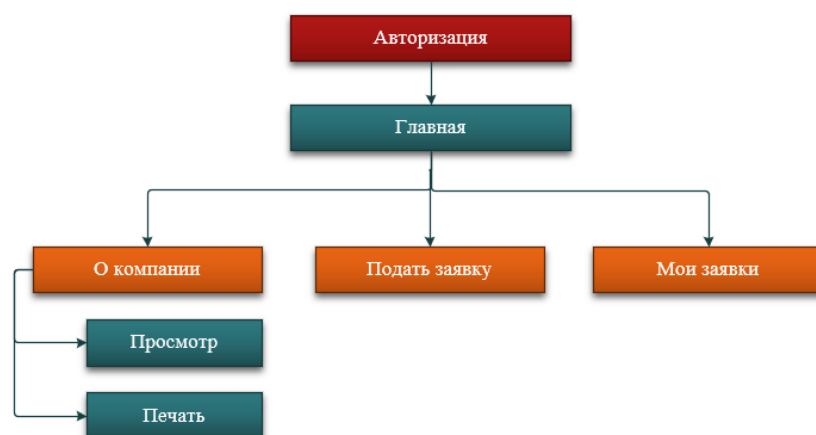 Авторизация
Главная
О компании
Подать заявку
Мои заявки
Просмотр
Печать